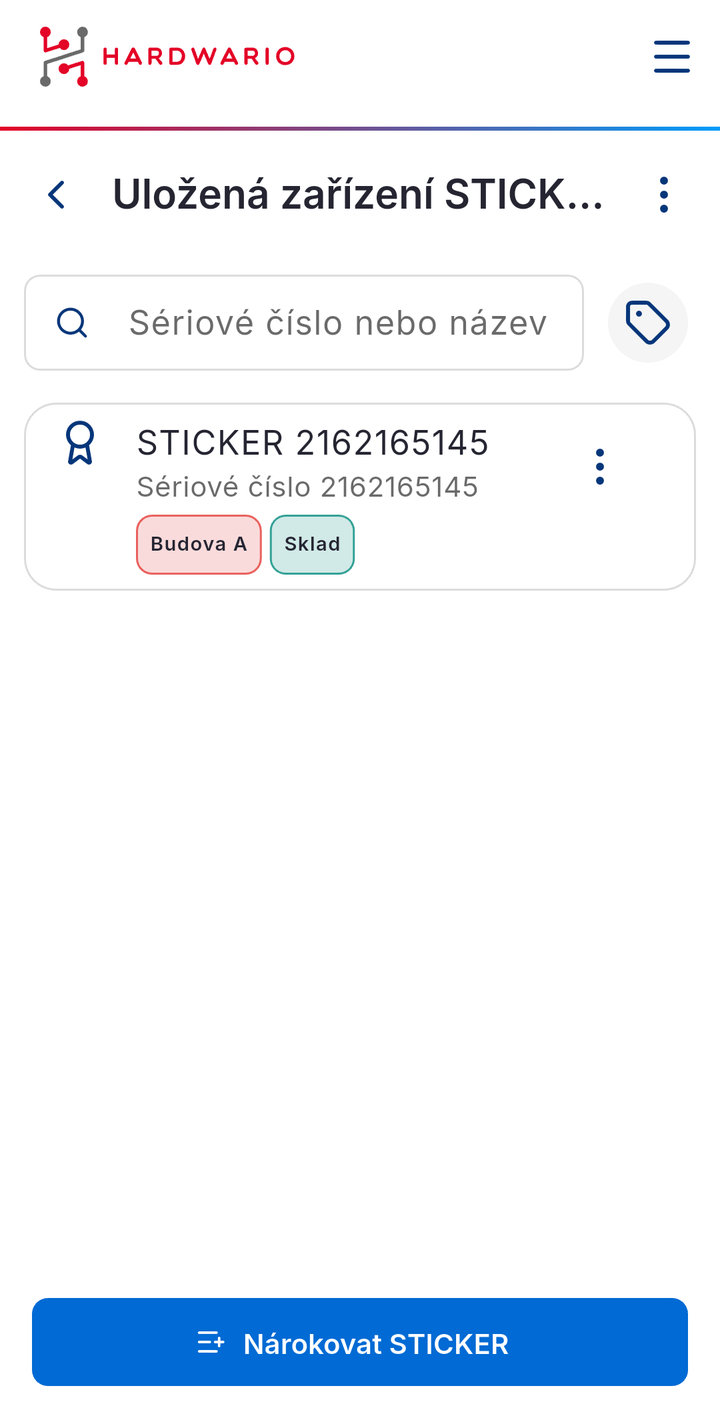 HARDWARIO
Uložená zařízení STICK...
Sériové číslo nebo název
STICKER 2162165145
Sériové číslo 2162165145
Budova A Sklad
Nárokovat STICKER